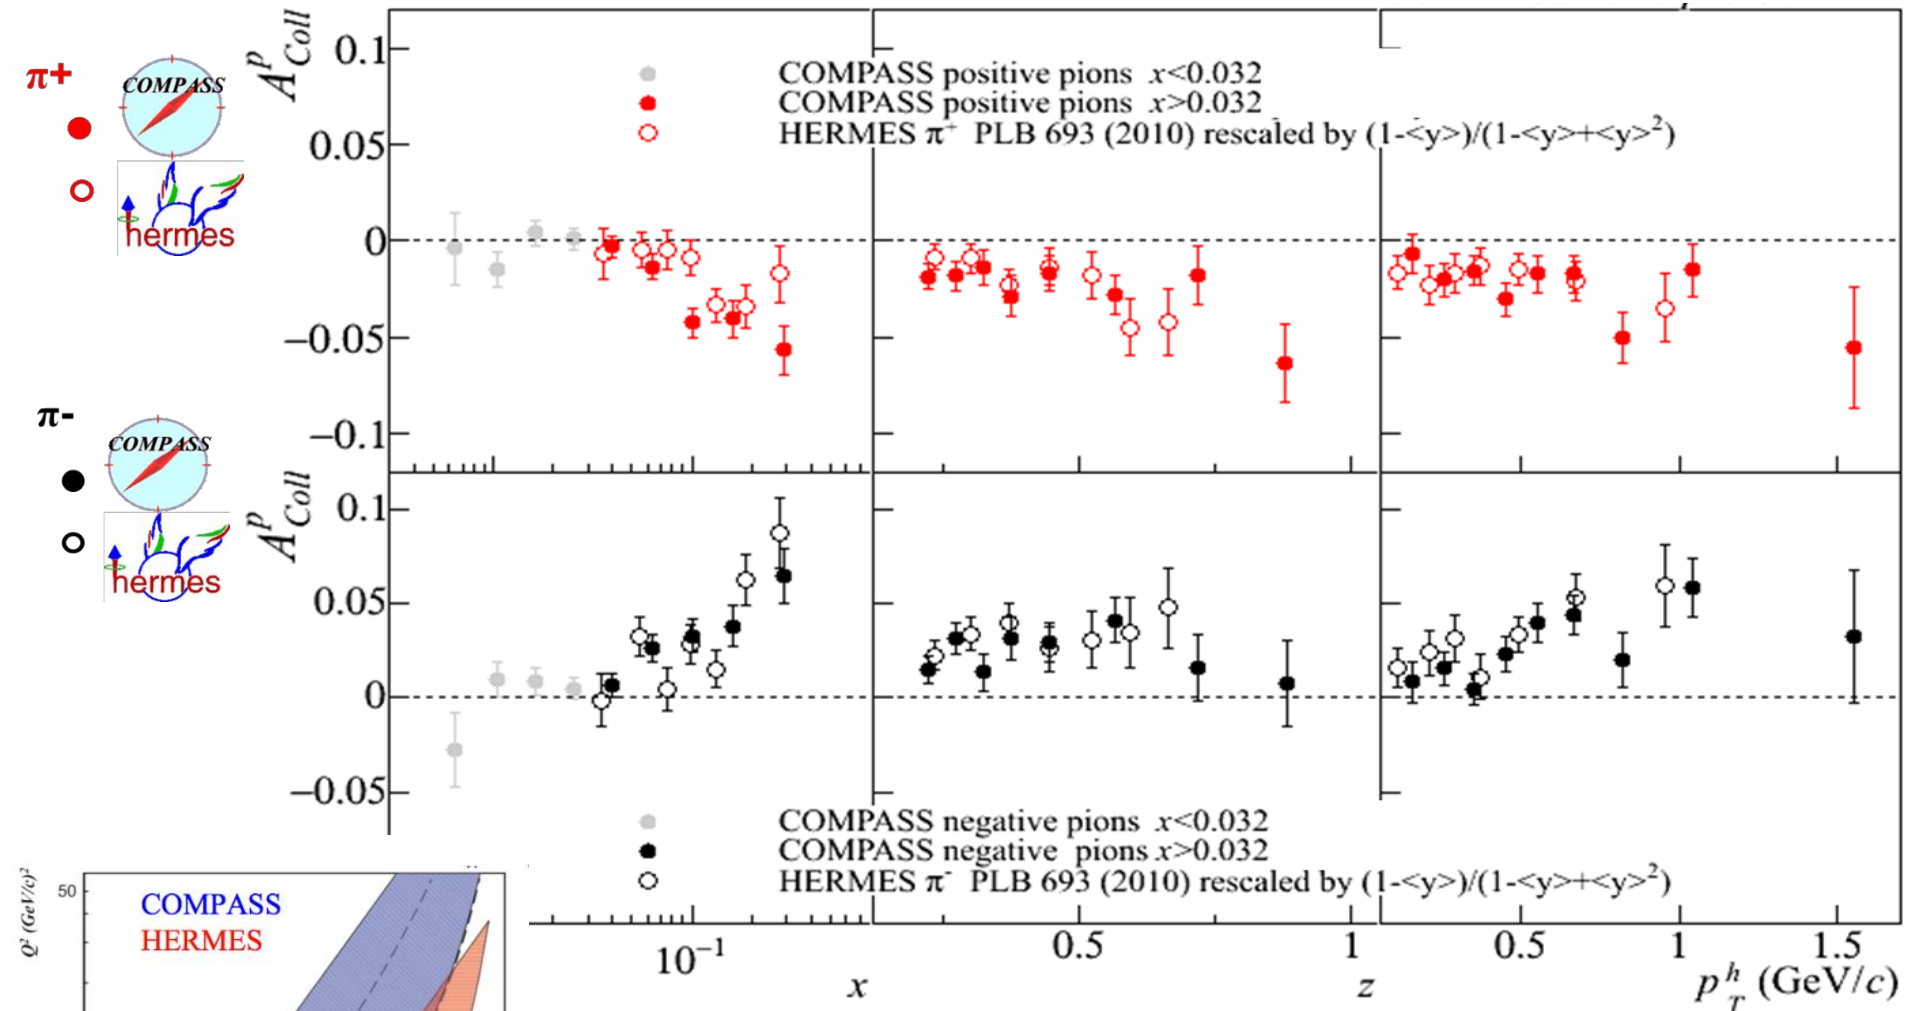 π+
COMPASS
hermes
A^p_Coll
0.1
0.05
0
−0.05
−0.1
COMPASS positive pions x<0.032
COMPASS positive pions x>0.032
HERMES π⁺ PLB 693 (2010) rescaled by (1-<y>)/(1-<y>+<y>²)
π-
COMPASS
hermes
A^p_Coll
0.1
0.05
0
−0.05
COMPASS negative pions x<0.032
COMPASS negative pions x>0.032
HERMES π⁻ PLB 693 (2010) rescaled by (1-<y>)/(1-<y>+<y>²)
10⁻¹
x
0.5 1
z
0.5 1 1.5
p_T^h (GeV/c)
Q² (GeV/c)²
50
COMPASS
HERMES